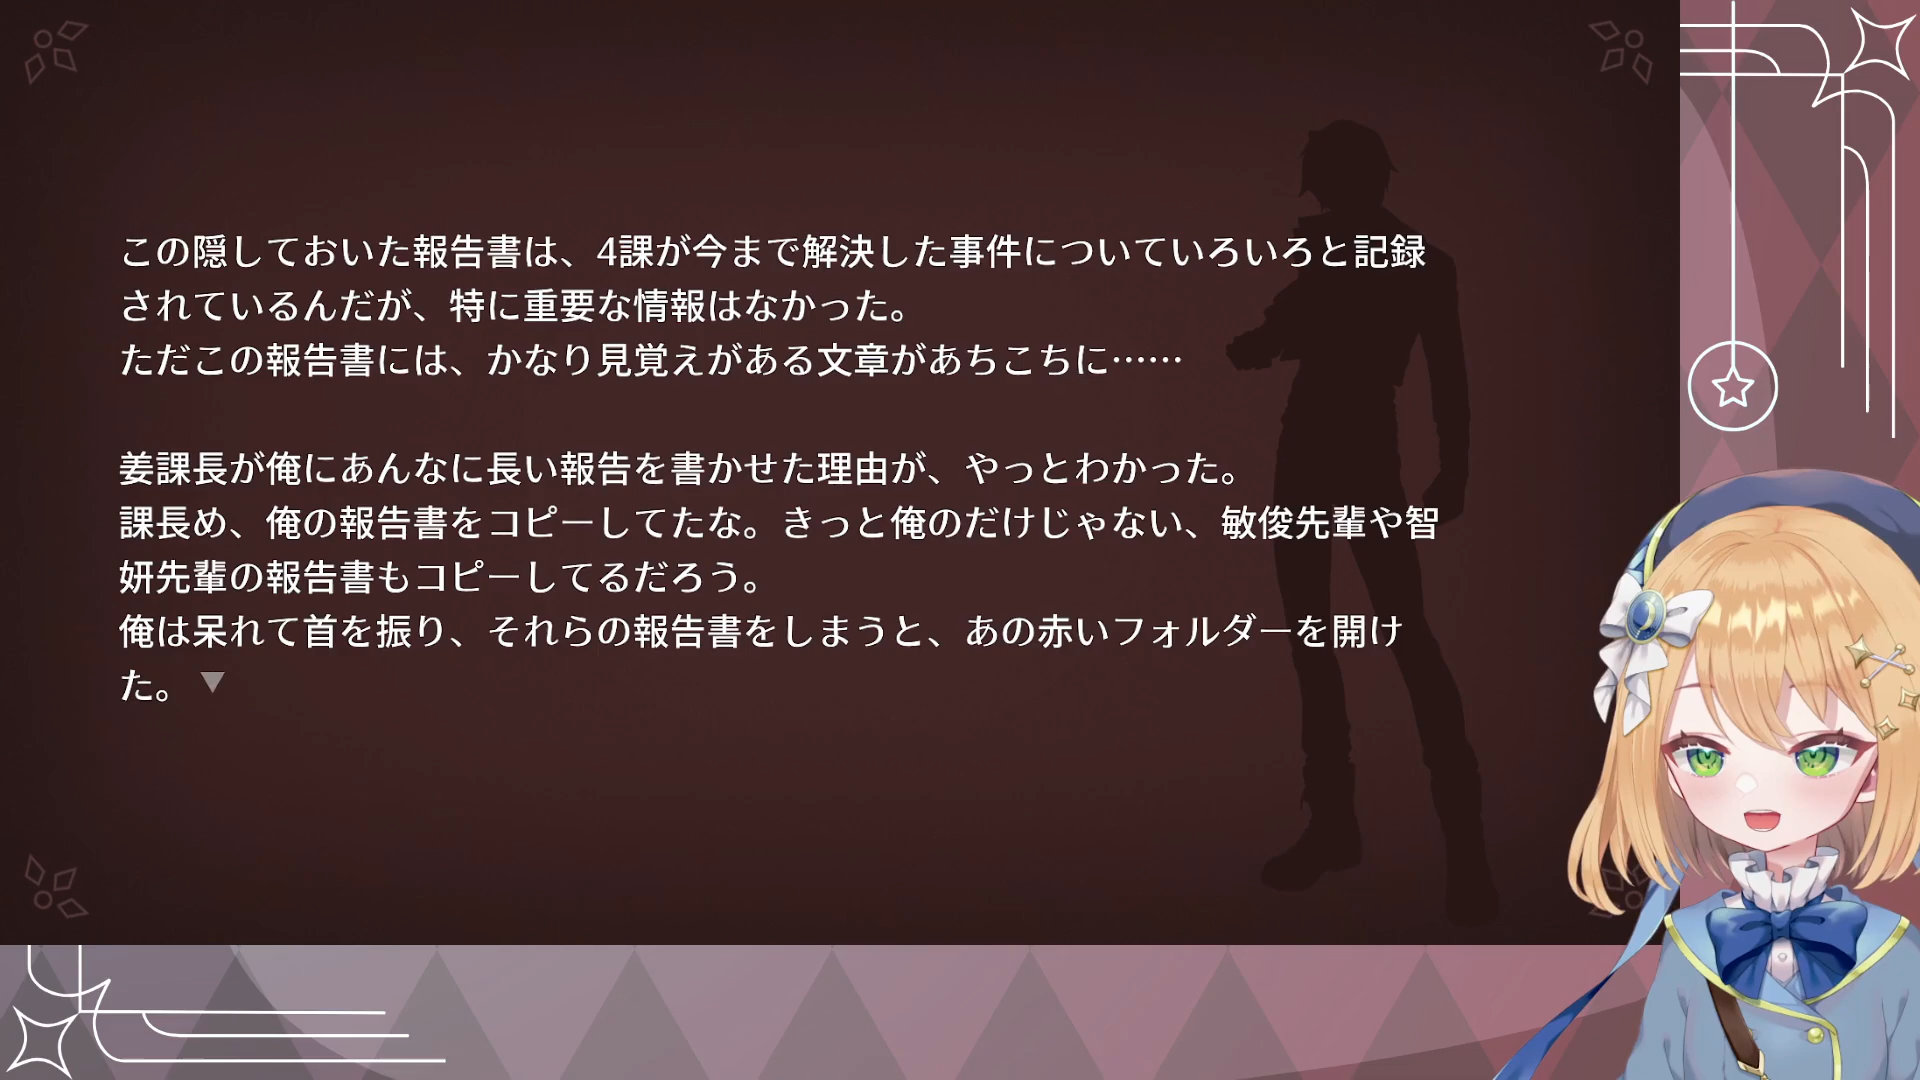 この隠しておいた報告書は、4課が今まで解決した事件についていろいろと記録
されているんだが、特に重要な情報はなかった。
ただこの報告書には、かなり見覚えがある文章があちこちに……
姜課長が俺にあんなに長い報告を書かせた理由が、やっとわかった。
課長め、俺の報告書をコピーしてたな。きっと俺のだけじゃない、敏俊先輩や智
妍先輩の報告書もコピーしてるだろう。
俺は呆れて首を振り、それらの報告書をしまうと、あの赤いフォルダーを開け
た。